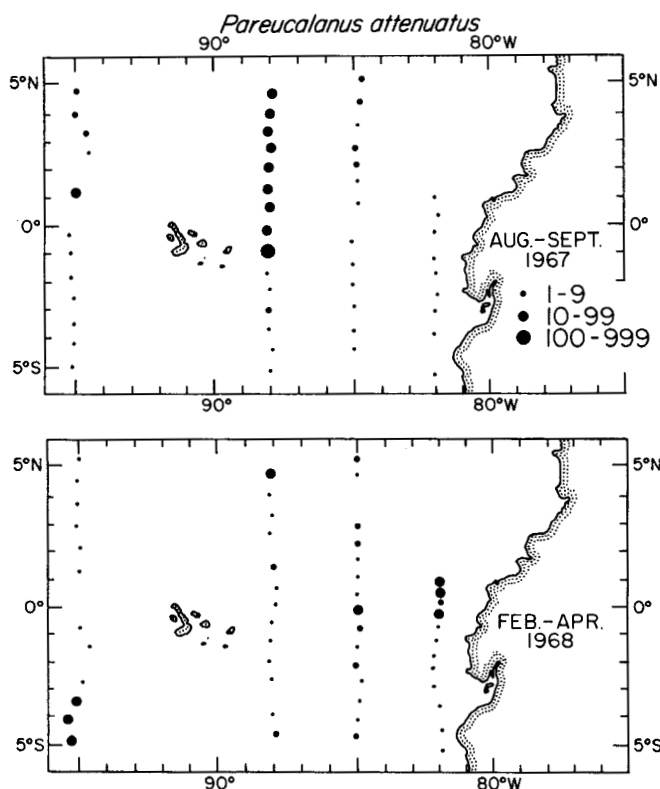 Pareucalanus attenuatus
90° 80°W
5°N 5°N
0° 0°
AUG.-SEPT.
1967
1-9
10-99
100-999
5°S
90° 80°W
5°N 5°N
0° 0°
FEB.-APR.
1968
5°S 5°S
90° 80°W